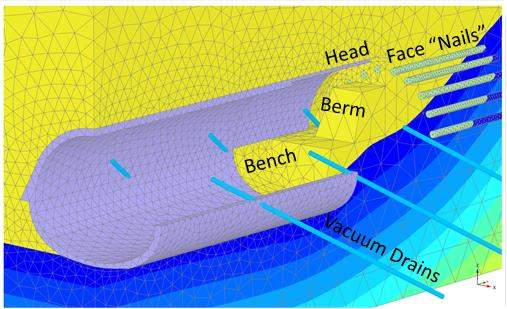 Head
Face “Nails”
Berm
Bench
Vacuum Drains